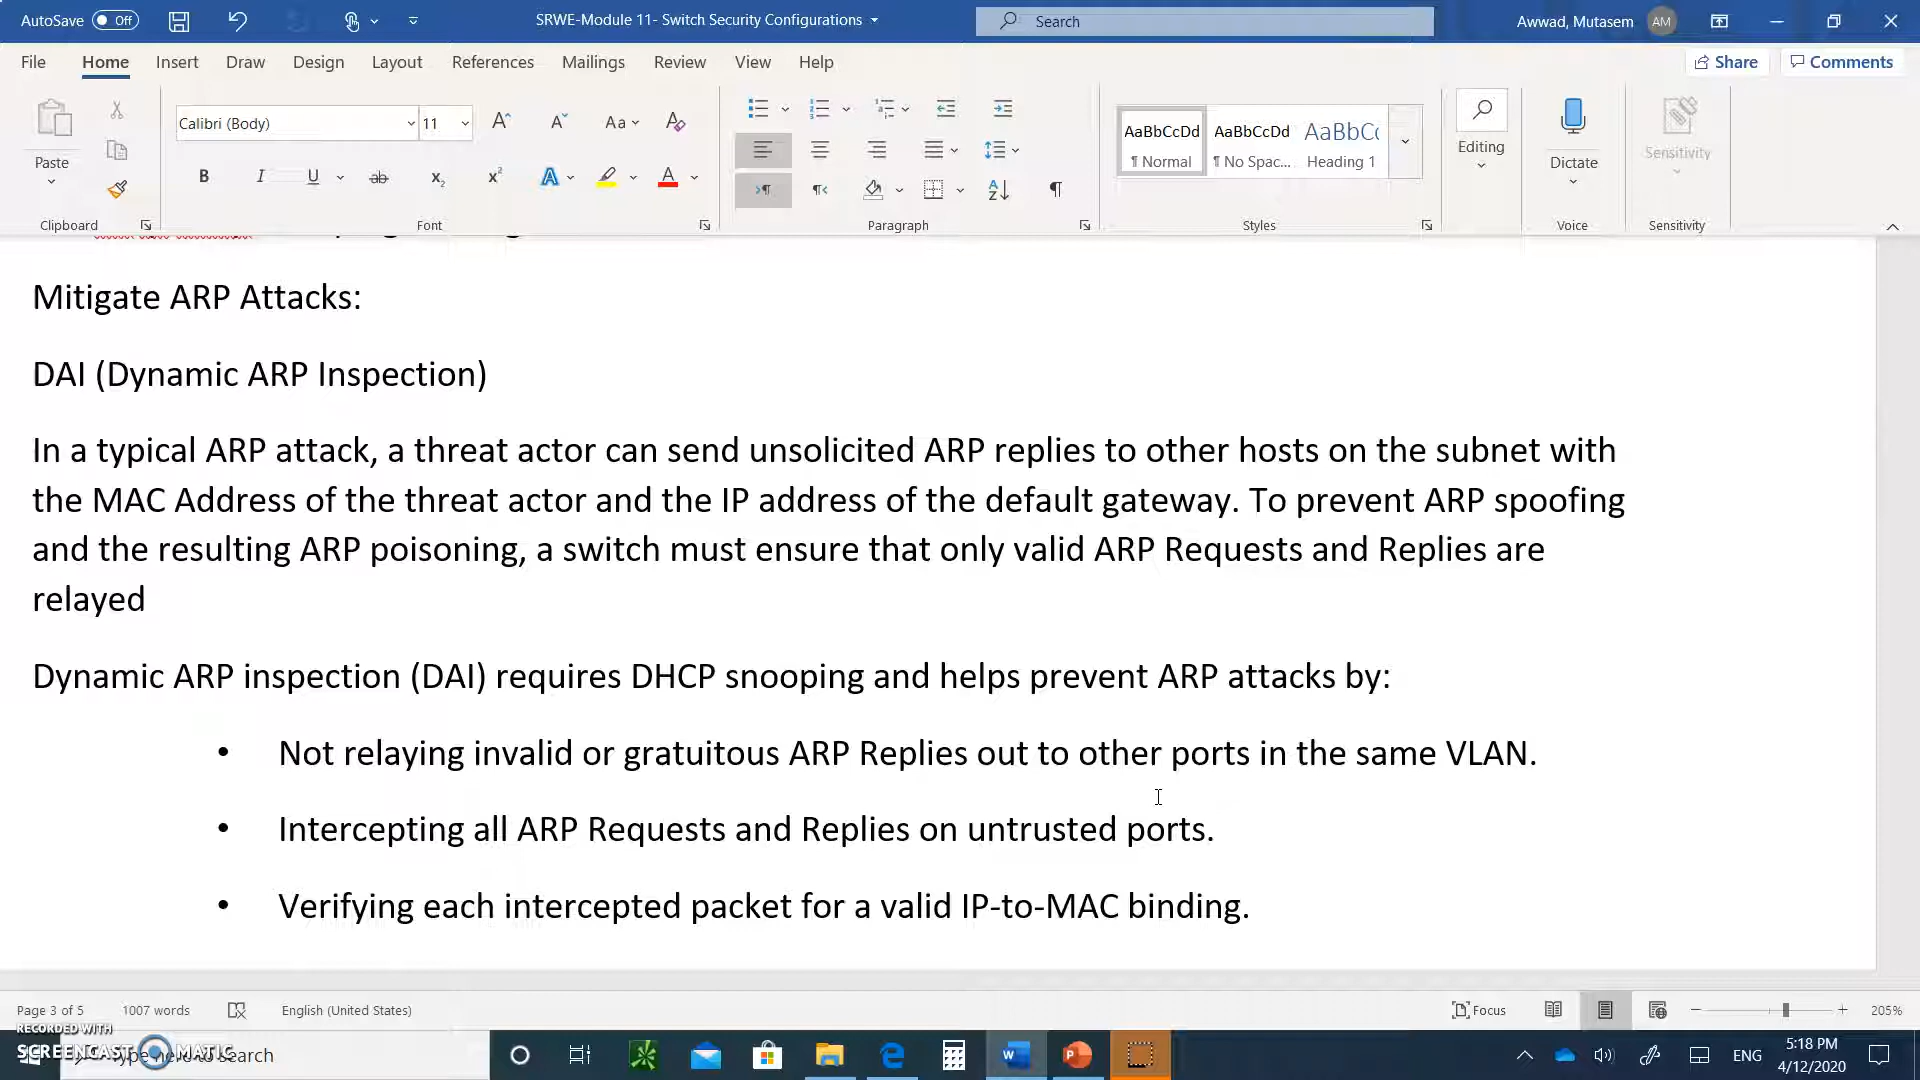 AutoSave Off
SRWE-Module 11- Switch Security Configurations
Search
Awwad, Mutasem AM
File Home Insert Draw Design Layout References Mailings Review View Help
Share Comments
Paste
Clipboard
Calibri (Body) 11
Aa
B I U ab x₂ x² A A
Font
Paragraph
AaBbCcDd AaBbCcDd AaBbCc
¶ Normal ¶ No Spac... Heading 1
Styles
Editing
Dictate
Voice
Sensitivity
Sensitivity
Mitigate ARP Attacks:
DAI (Dynamic ARP Inspection)
In a typical ARP attack, a threat actor can send unsolicited ARP replies to other hosts on the subnet with
the MAC Address of the threat actor and the IP address of the default gateway. To prevent ARP spoofing
and the resulting ARP poisoning, a switch must ensure that only valid ARP Requests and Replies are
relayed
Dynamic ARP inspection (DAI) requires DHCP snooping and helps prevent ARP attacks by:
• Not relaying invalid or gratuitous ARP Replies out to other ports in the same VLAN.
• Intercepting all ARP Requests and Replies on untrusted ports.
• Verifying each intercepted packet for a valid IP-to-MAC binding.
Page 3 of 5 1007 words English (United States)
Focus
205%
RECORDED WITH
SCREENCAST MATIC
Type here to search
ENG
5:18 PM
4/12/2020